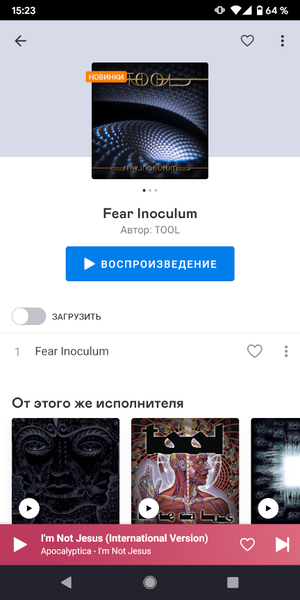 15:23
64 %
НОВИНКИ
TOOL
fear inoculum
Fear Inoculum
Автор: TOOL
ВОСПРОИЗВЕДЕНИЕ
ЗАГРУЗИТЬ
1 Fear Inoculum
От этого же исполнителя
tool
I'm Not Jesus (International Version)
Apocalyptica - I'm Not Jesus